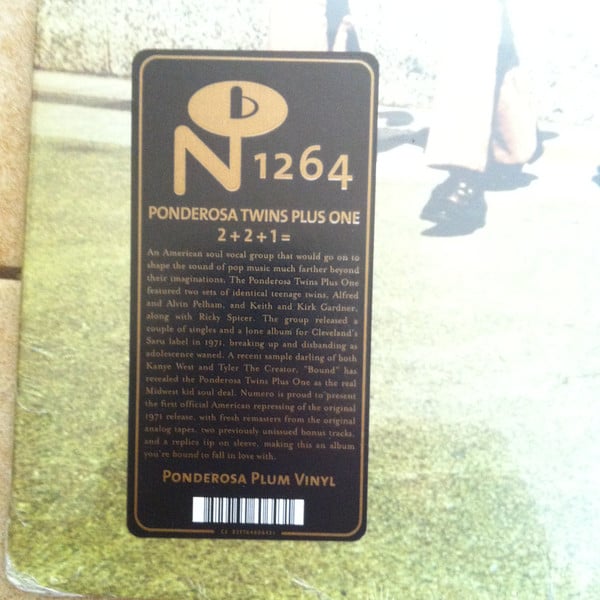 N 1264
PONDEROSA TWINS PLUS ONE
2+2+1=
An American soul vocal group that would go on to
shape the sound of pop music much farther beyond
their imaginations. The Ponderosa Twins Plus One
featured two sets of identical teenage twins, Alfred
and Alvin Pelham, and Keith and Kirk Gardner,
along with Ricky Spicer. The group released a
couple of singles and a lone album for Cleveland's
Saru label in 1971, breaking up and disbanding as
adolescence waned. A recent sample darling of both
Kanye West and Tyler The Creator, "Bound" has
revealed the Ponderosa Twins Plus One as the real
Midwest kid soul deal. Numero is proud to present
the first official American repressing of the original
1971 release, with fresh remasters from the original
analog tapes, two previously unissued bonus tracks,
and a replica tip on sleeve, making this an album
you're bound to fall in love with.
PONDEROSA PLUM VINYL